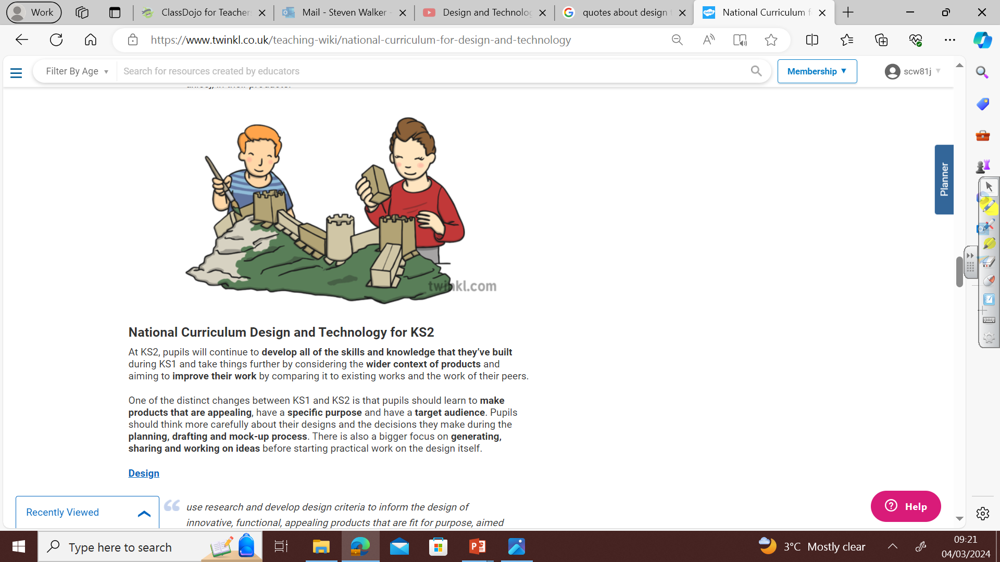 Work
ClassDojo for Teacher
Mail - Steven Walker -
Design and Technolog
quotes about design t
National Curriculum f
https://www.twinkl.co.uk/teaching-wiki/national-curriculum-for-design-and-technology
Filter By Age
Search for resources created by educators
Membership
scw81j
Planner
twinkl.com
National Curriculum Design and Technology for KS2
At KS2, pupils will continue to develop all of the skills and knowledge that they’ve built
during KS1 and take things further by considering the wider context of products and
aiming to improve their work by comparing it to existing works and the work of their peers.
One of the distinct changes between KS1 and KS2 is that pupils should learn to make
products that are appealing, have a specific purpose and have a target audience. Pupils
should think more carefully about their designs and the decisions they make during the
planning, drafting and mock-up process. There is also a bigger focus on generating,
sharing and working on ideas before starting practical work on the design itself.
Design
Recently Viewed
use research and develop design criteria to inform the design of
innovative, functional, appealing products that are fit for purpose, aimed
Help
Type here to search
3°C Mostly clear
09:21
04/03/2024